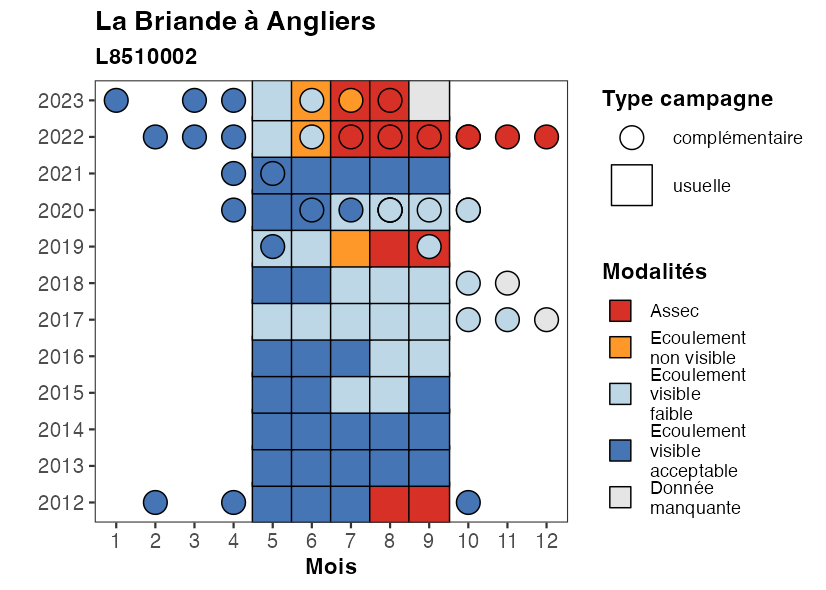 La Briande à Angliers
L8510002
2023
2022
2021
2020
2019
2018
2017
2016
2015
2014
2013
2012
1 2 3 4 5 6 7 8 9 10 11 12
Mois
Type campagne
complémentaire
usuelle
Modalités
Assec
Ecoulement
non visible
Ecoulement
visible
faible
Ecoulement
visible
acceptable
Donnée
manquante